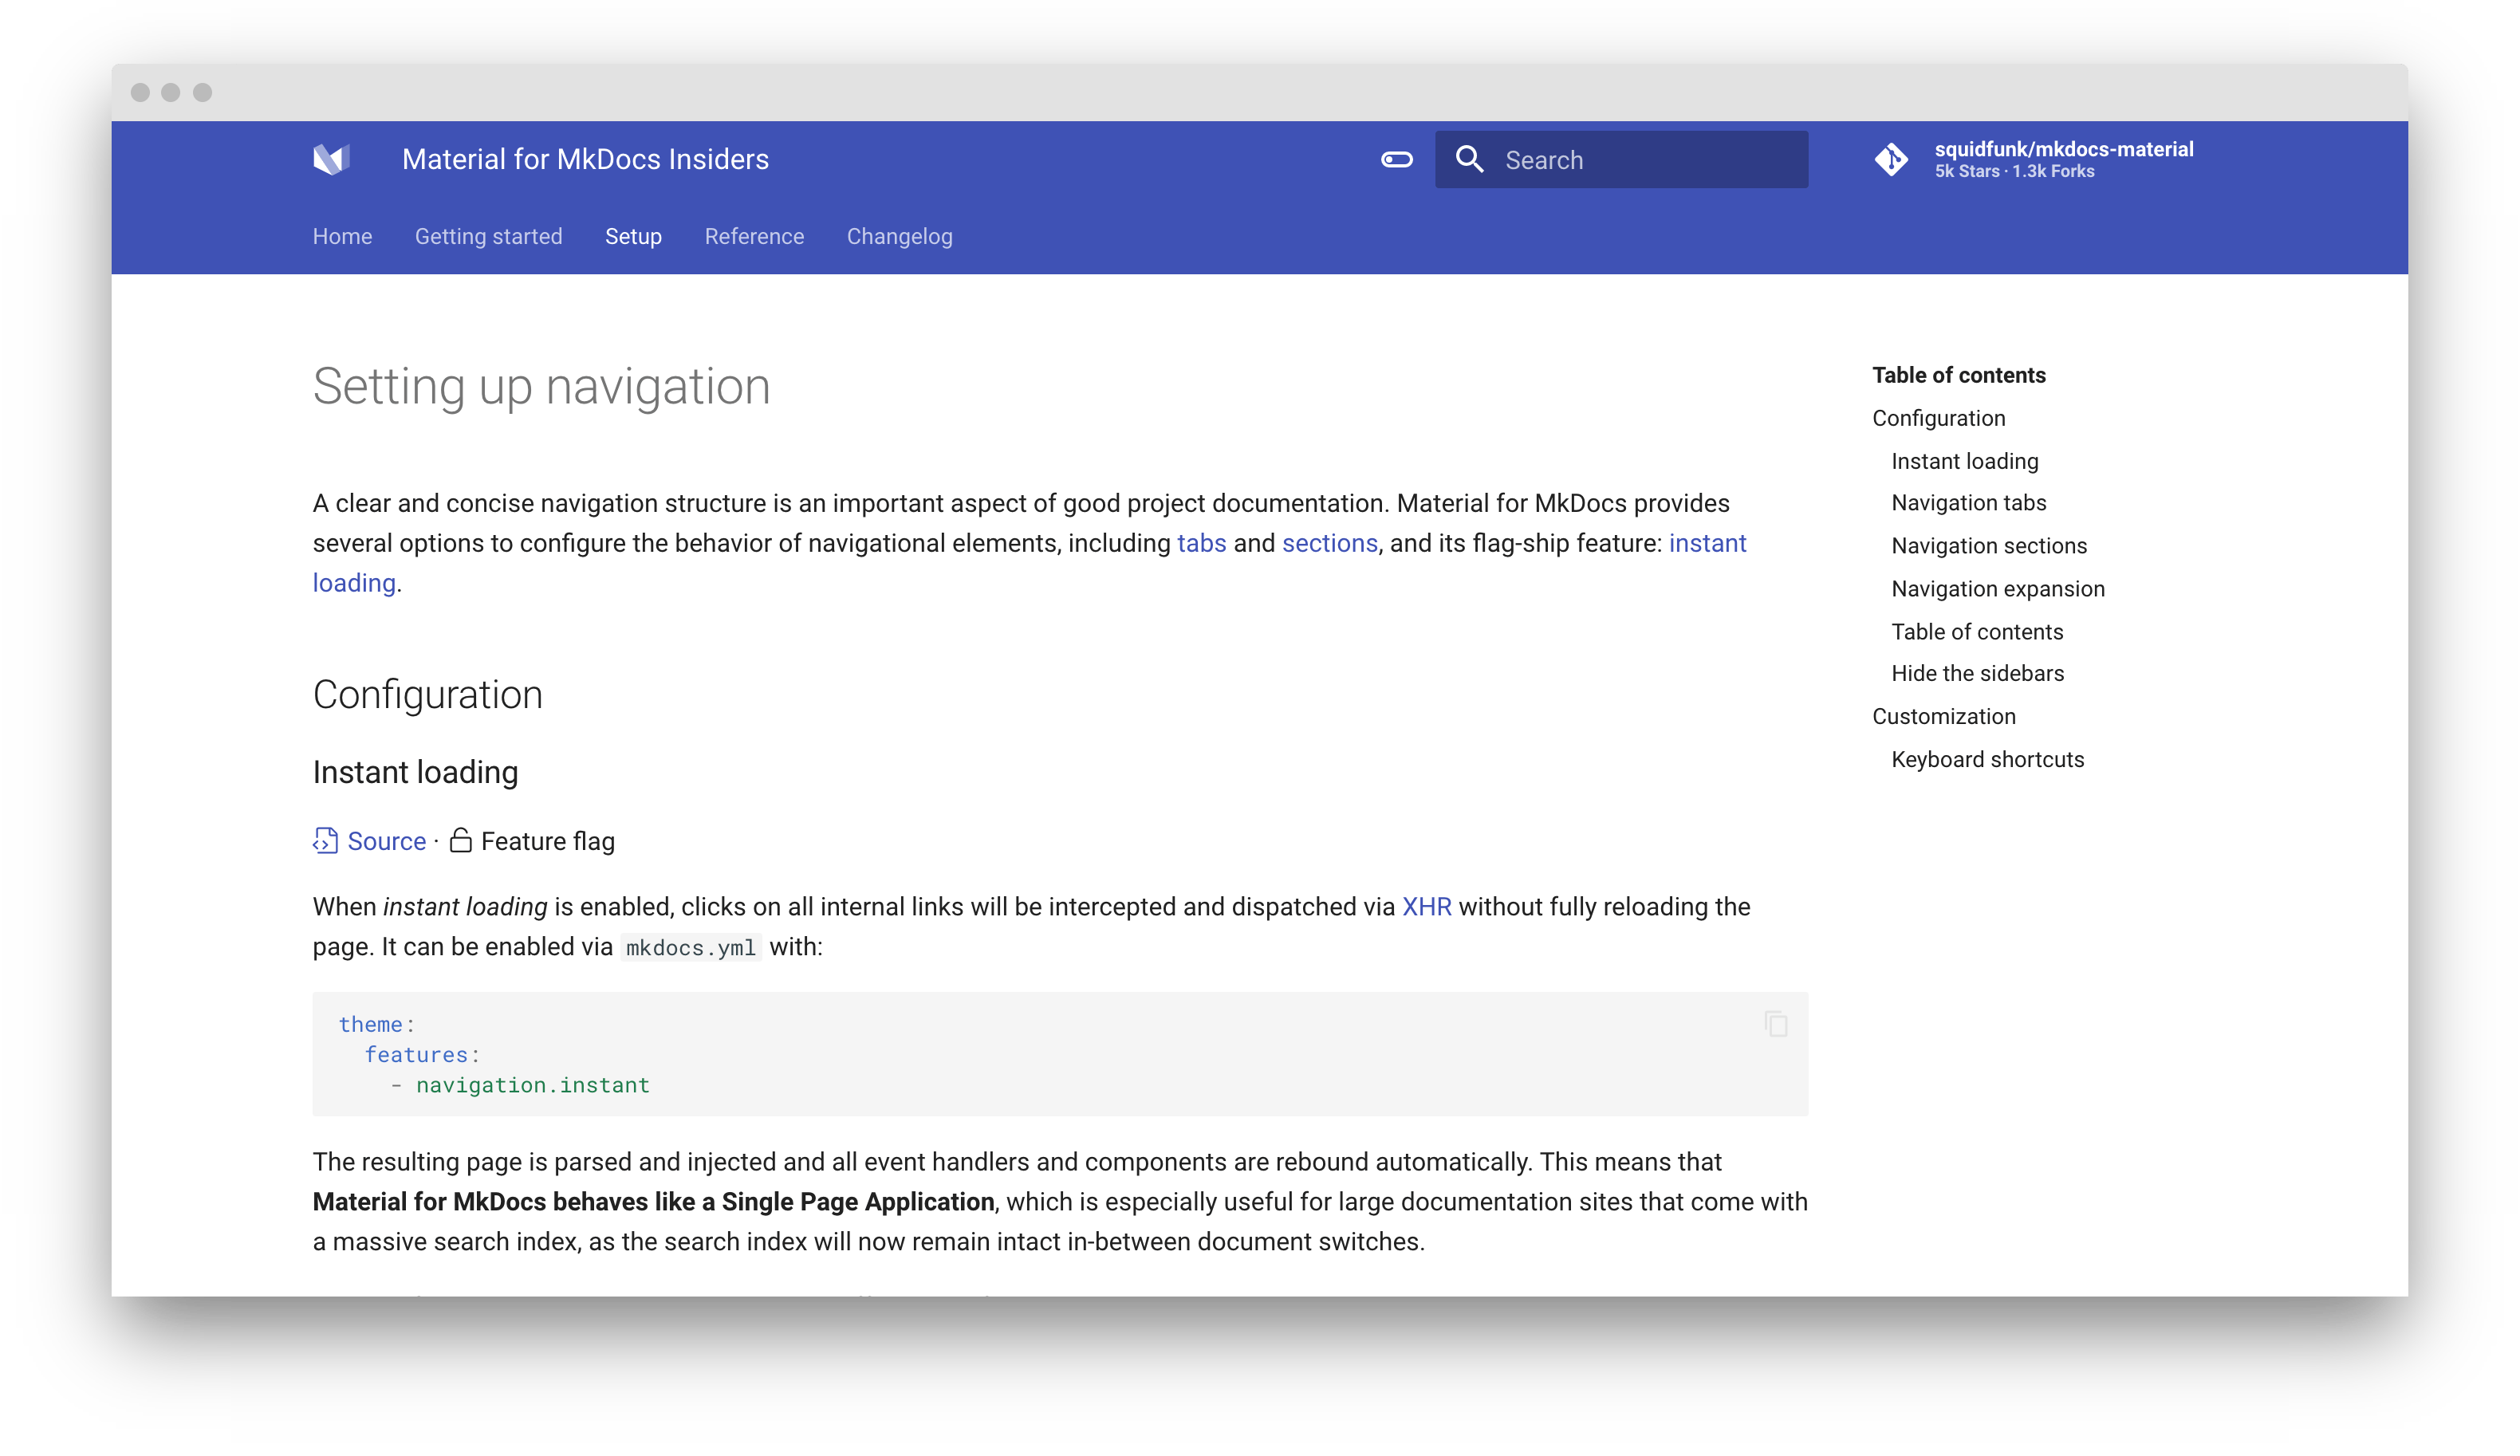 Material for MkDocs Insiders
Search
squidfunk/mkdocs-material
5k Stars · 1.3k Forks
Home Getting started Setup Reference Changelog
Setting up navigation
A clear and concise navigation structure is an important aspect of good project documentation. Material for MkDocs provides
several options to configure the behavior of navigational elements, including tabs and sections, and its flag-ship feature: instant
loading.
Configuration
Instant loading
Source · Feature flag
When instant loading is enabled, clicks on all internal links will be intercepted and dispatched via XHR without fully reloading the
page. It can be enabled via mkdocs.yml with:
theme:
  features:
    - navigation.instant
The resulting page is parsed and injected and all event handlers and components are rebound automatically. This means that
Material for MkDocs behaves like a Single Page Application, which is especially useful for large documentation sites that come with
a massive search index, as the search index will now remain intact in-between document switches.
Table of contents
Configuration
Instant loading
Navigation tabs
Navigation sections
Navigation expansion
Table of contents
Hide the sidebars
Customization
Keyboard shortcuts